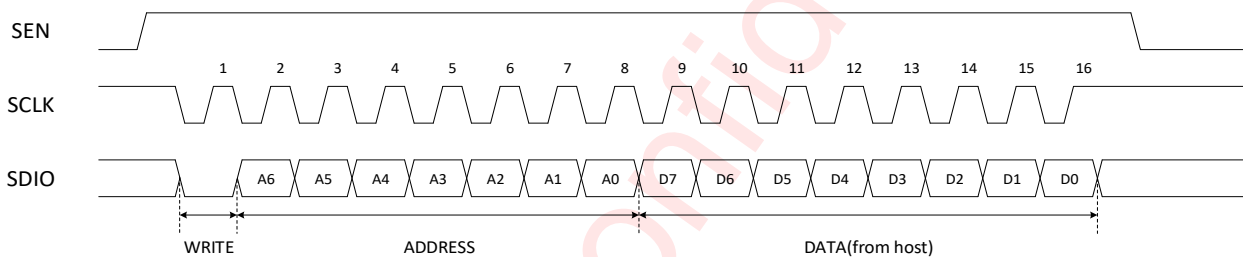 SEN
1 2 3 4 5 6 7 8 9 10 11 12 13 14 15 16
SCLK
SDIO A6 A5 A4 A3 A2 A1 A0 D7 D6 D5 D4 D3 D2 D1 D0
WRITE ADDRESS DATA(from host)